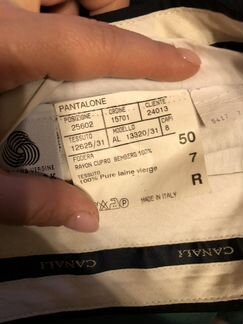 PANTALONE
POSIZIONE ORDINE CLIENTE
25602 15701 24013
TESSUTO MODELLO CAP
12625/31 AL 13320/31 8
FODERA
RAYON CUPRO BEMBERG 100%
TESSUTO
100% Pure laine vierge
50
7
R
MADE IN ITALY
CANALI
CANALI